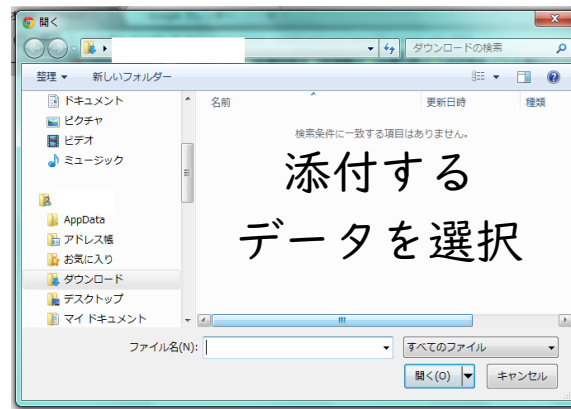 開く
ダウンロードの検索
整理 新しいフォルダー
名前 更新日時 種類
検索条件に一致する項目はありません。
ドキュメント
ピクチャ
ビデオ
ミュージック
AppData
アドレス帳
お気に入り
ダウンロード
デスクトップ
マイ ドキュメント
添付する
データを選択
ファイル名(N):
すべてのファイル
開く(O) キャンセル